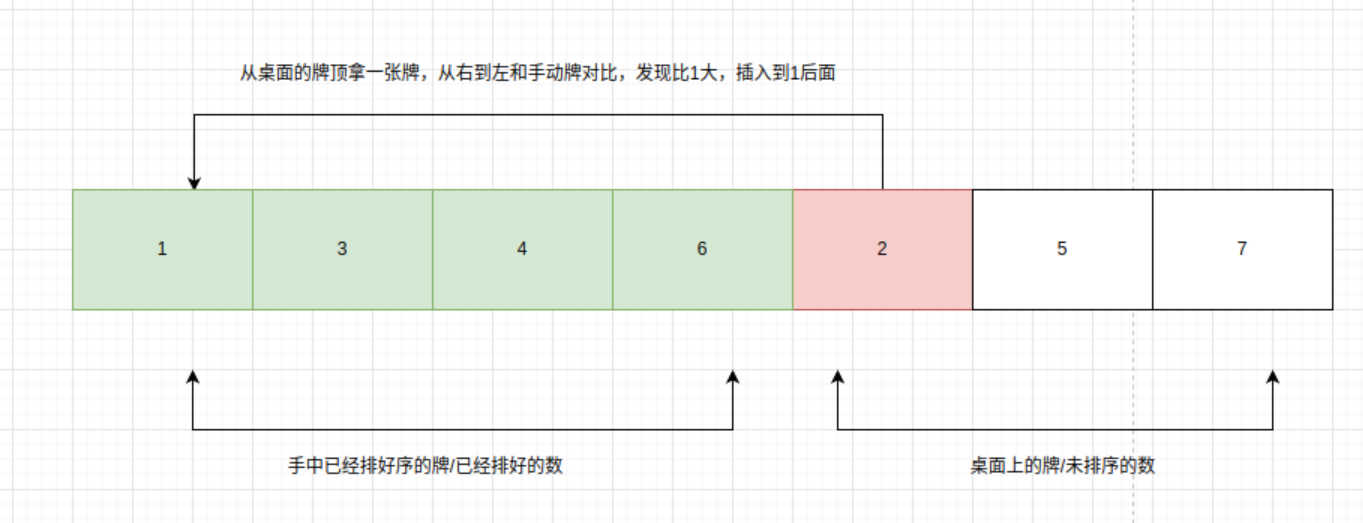 从桌面的牌顶拿一张牌，从右到左和手动牌对比，发现比1大，插入到1后面
1 3 4 6 2 5 7
手中已经排好序的牌/已经排好的数 桌面上的牌/未排序的数